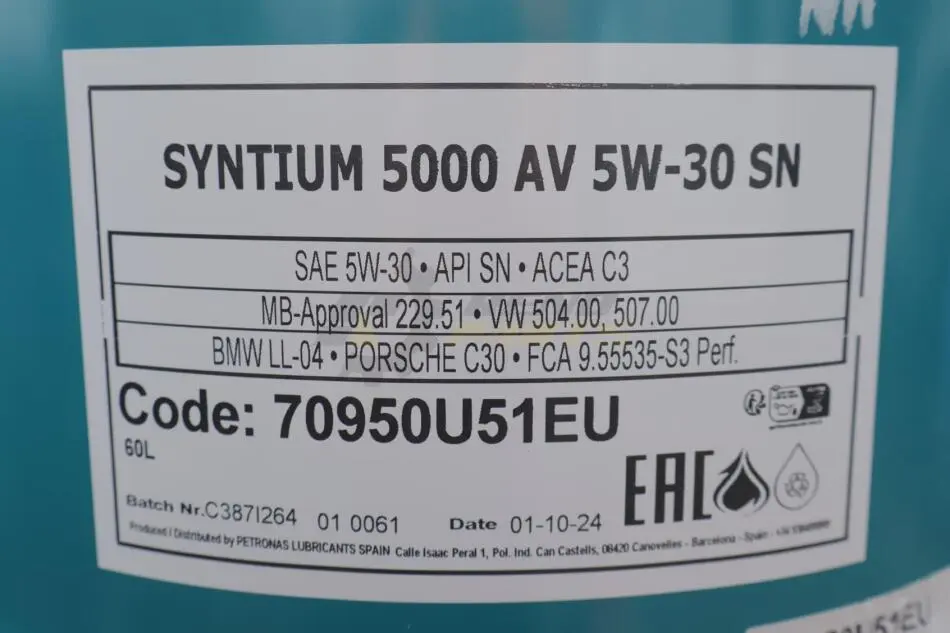 SYNTIUM 5000 AV 5W-30 SN
SAE 5W-30 • API SN • ACEA C3
MB-Approval 229.51 • VW 504.00, 507.00
BMW LL-04 • PORSCHE C30 • FCA 9.55535-S3 Perf.
Code: 70950U51EU
60L
EAC
Batch Nr.C387I264 01 0061 Date 01-10-24
Produced / Distributed by PETRONAS LUBRICANTS SPAIN Calle Isaac Peral 1, Pol. Ind. Can Castells, 08420 Canovelles - Barcelona - Spain
51EU